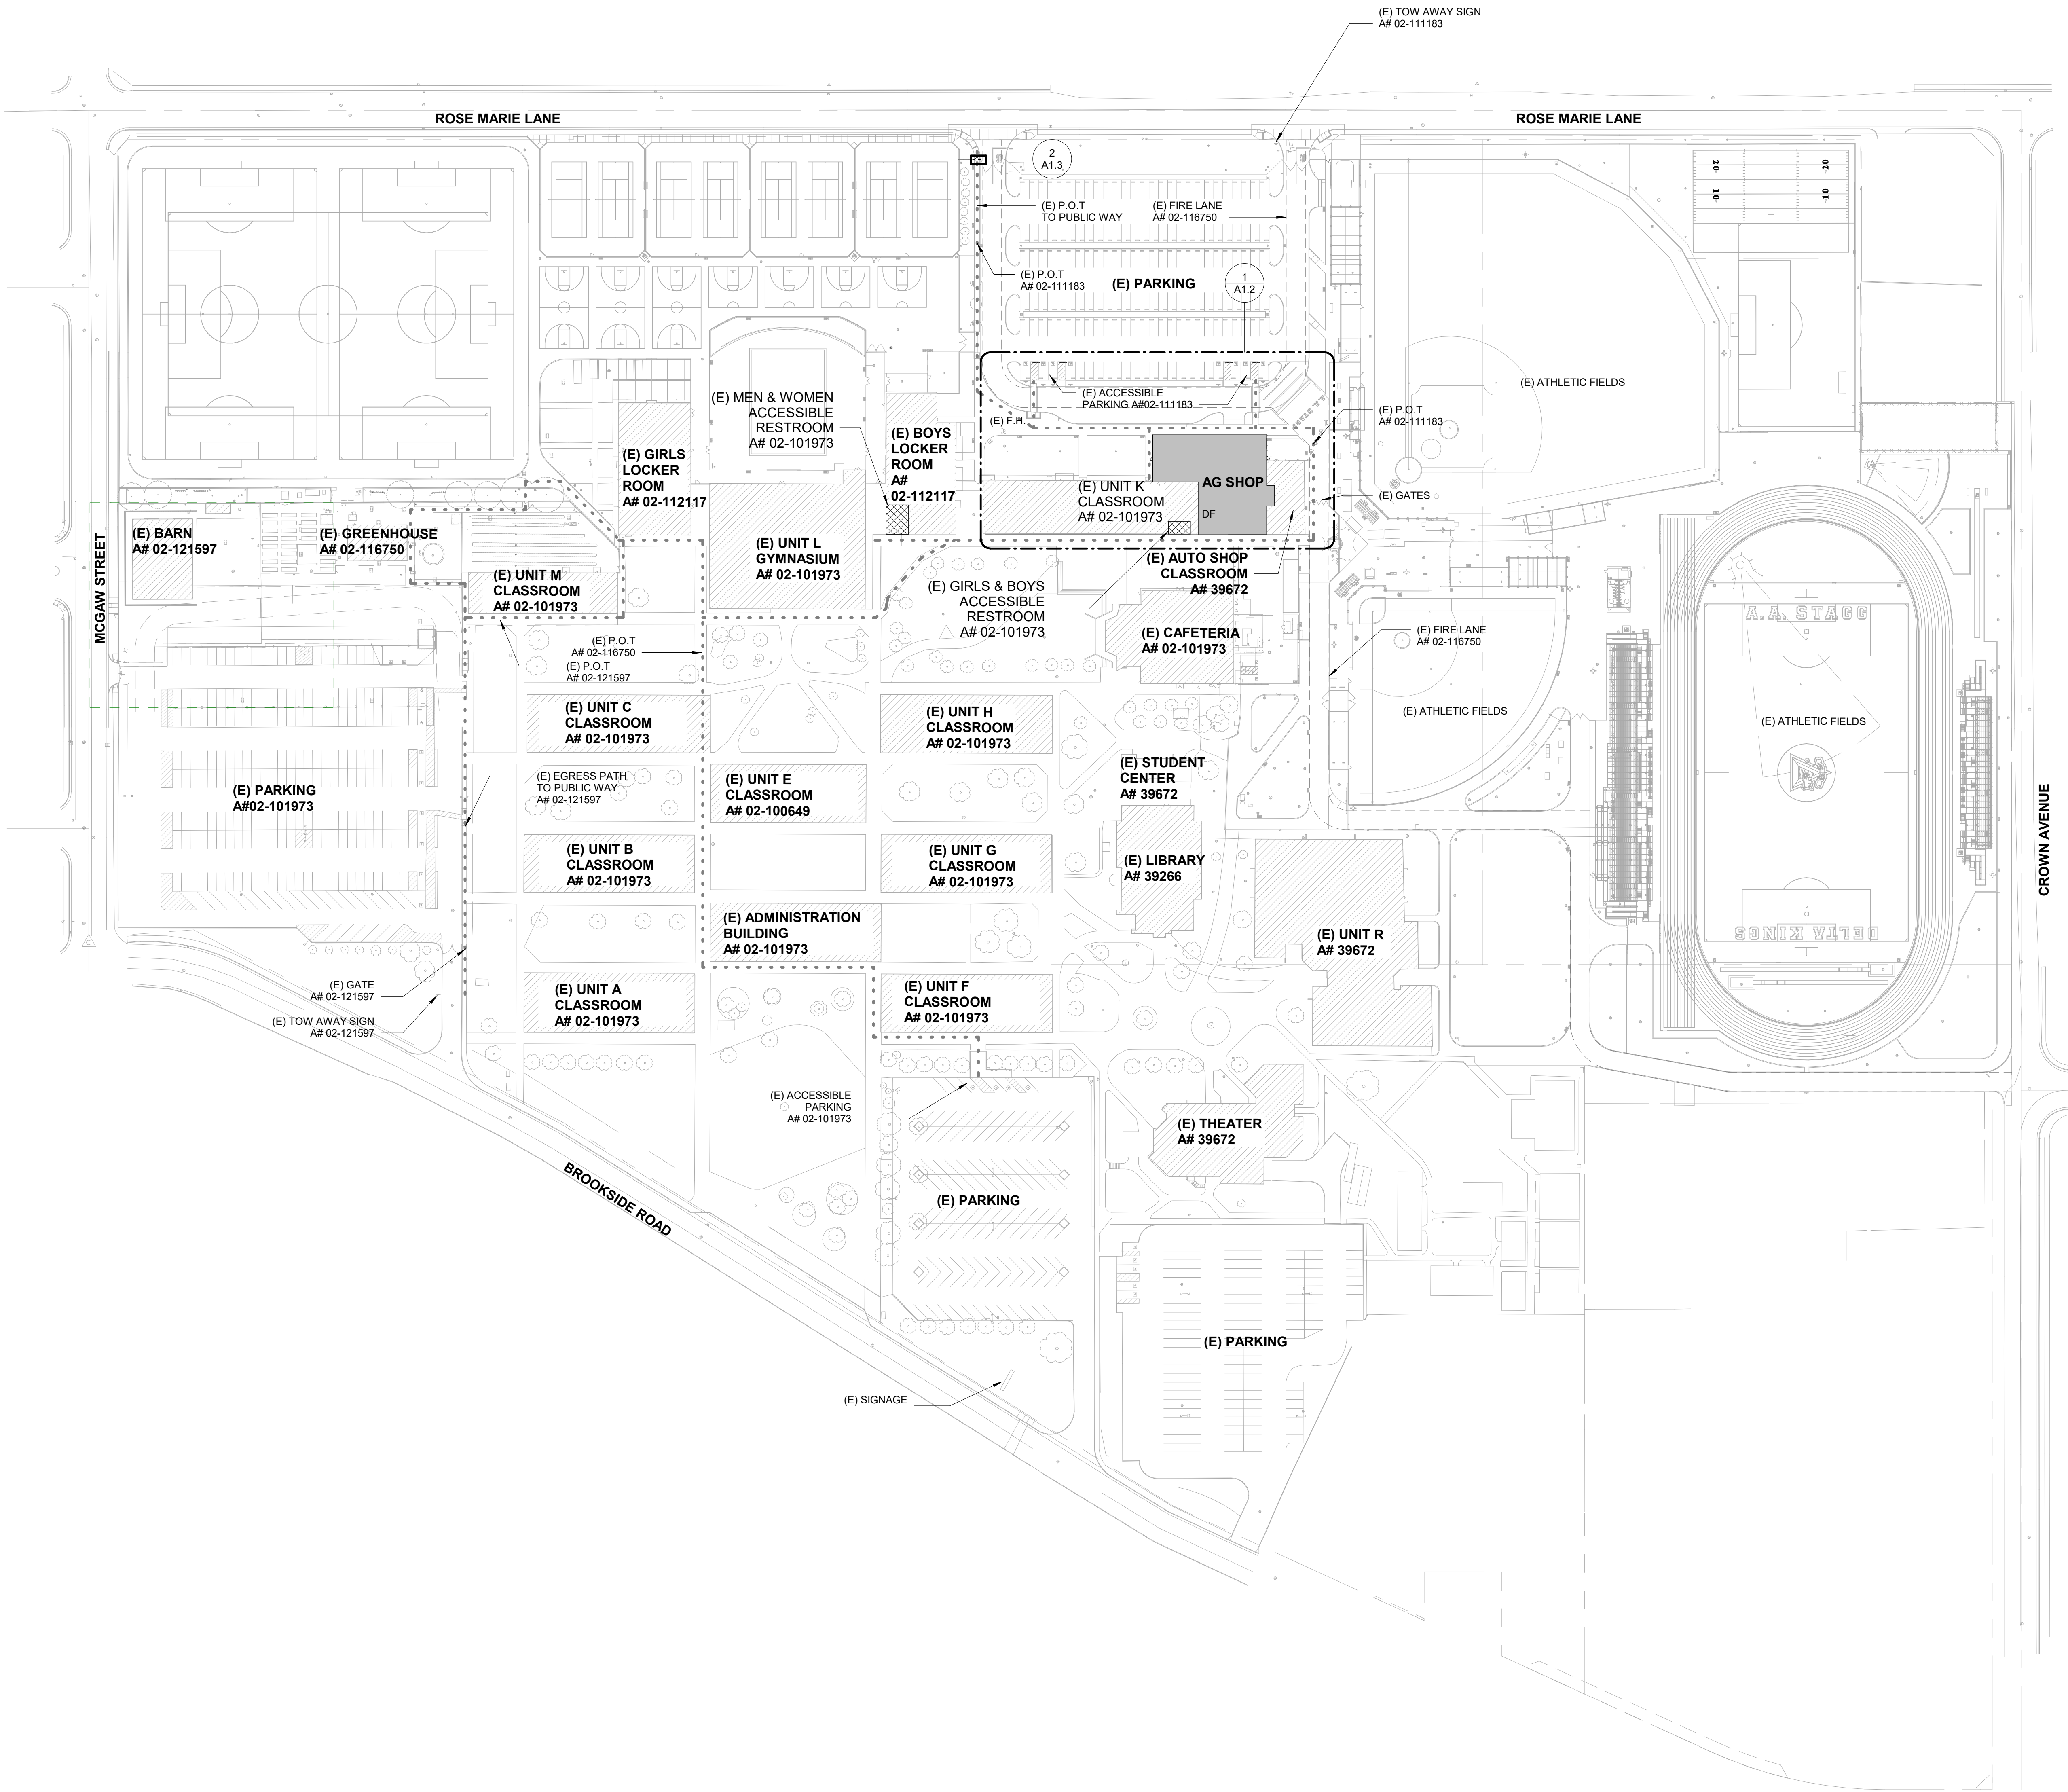 (E) TOW AWAY SIGN
A# 02-111183
ROSE MARIE LANE
ROSE MARIE LANE
2
A1.3
20
10
20
10
(E) P.O.T
TO PUBLIC WAY
(E) FIRE LANE
A# 02-116750
(E) P.O.T
A# 02-111183
(E) PARKING
1
A1.2
(E) ATHLETIC FIELDS
(E) MEN & WOMEN
ACCESSIBLE
RESTROOM
A# 02-101973
(E) ACCESSIBLE
PARKING A#02-111183
(E) F.H.
(E) P.O.T
A# 02-111183
(E) BOYS
LOCKER
ROOM
A#
02-112117
(E) GIRLS
LOCKER
ROOM
A# 02-112117
(E) UNIT K
CLASSROOM
A# 02-101973
AG SHOP
DF
(E) GATES
(E) BARN
A# 02-121597
(E) GREENHOUSE
A# 02-116750
(E) UNIT L
GYMNASIUM
A# 02-101973
MCGAW STREET
(E) UNIT M
CLASSROOM
A# 02-101973
(E) AUTO SHOP
CLASSROOM
A# 39672
(E) GIRLS & BOYS
ACCESSIBLE
RESTROOM
A# 02-101973
(E) CAFETERIA
A# 02-101973
(E) FIRE LANE
A# 02-116750
A.A. STAGG
(E) P.O.T
A# 02-116750
(E) P.O.T
A# 02-121597
(E) UNIT C
CLASSROOM
A# 02-101973
(E) UNIT H
CLASSROOM
A# 02-101973
(E) ATHLETIC FIELDS
(E) ATHLETIC FIELDS
(E) EGRESS PATH
TO PUBLIC WAY
A# 02-121597
(E) UNIT E
CLASSROOM
A# 02-100649
(E) STUDENT
CENTER
A# 39672
(E) PARKING
A#02-101973
CROWN AVENUE
(E) UNIT B
CLASSROOM
A# 02-101973
(E) UNIT G
CLASSROOM
A# 02-101973
(E) LIBRARY
A# 39266
(E) ADMINISTRATION
BUILDING
A# 02-101973
(E) UNIT R
A# 39672
DELTA KINGS
(E) GATE
A# 02-121597
(E) UNIT A
CLASSROOM
A# 02-101973
(E) UNIT F
CLASSROOM
A# 02-101973
(E) TOW AWAY SIGN
A# 02-121597
(E) ACCESSIBLE
PARKING
A# 02-101973
(E) THEATER
A# 39672
BROOKSIDE ROAD
(E) PARKING
(E) PARKING
(E) SIGNAGE